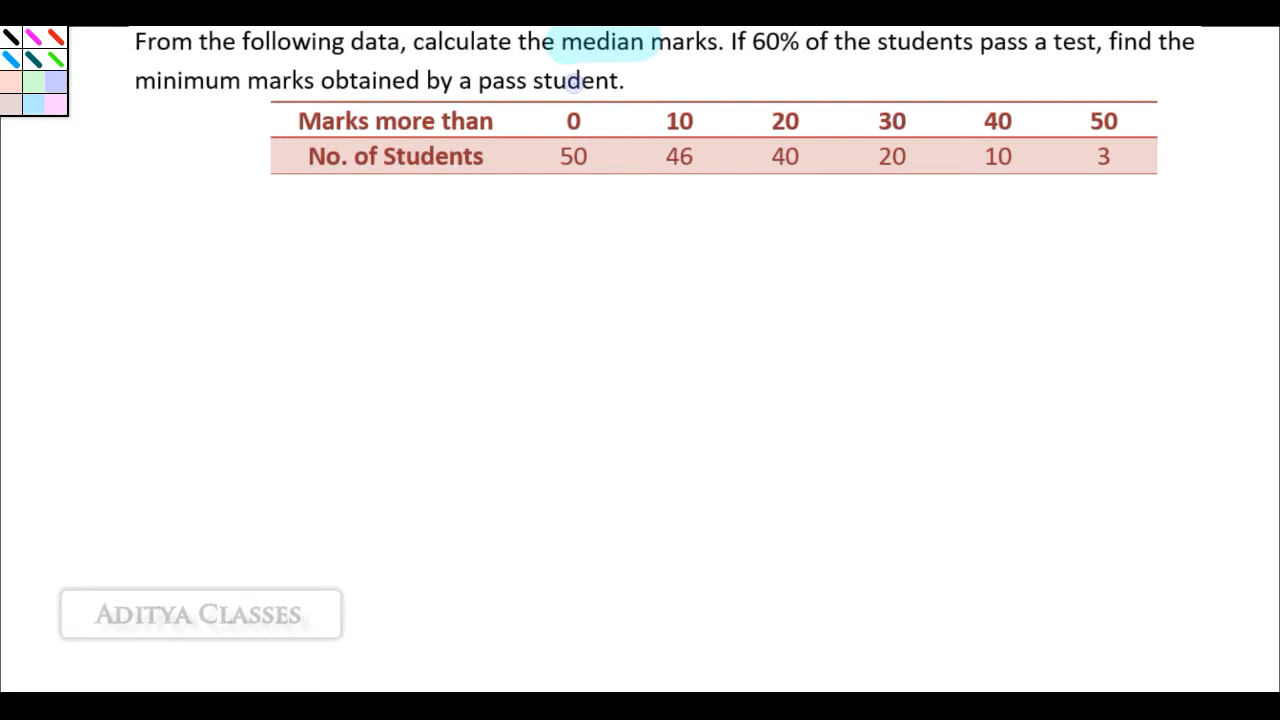 From the following data, calculate the median marks. If 60% of the students pass a test, find the
minimum marks obtained by a pass student.
Marks more than 0 10 20 30 40 50
No. of Students 50 46 40 20 10 3
ADITYA CLASSES